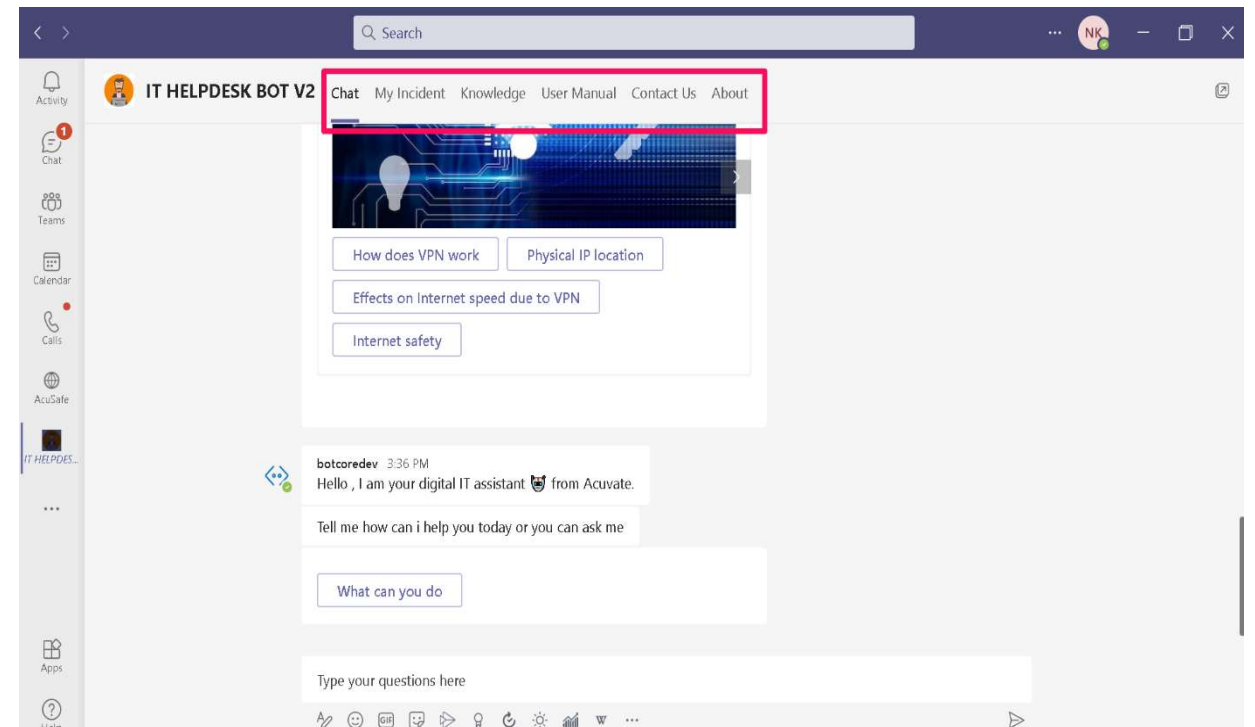 Search
NK
Activity
IT HELPDESK BOT V2 Chat My Incident Knowledge User Manual Contact Us About
1
Chat
Teams
Calendar
Calls
AcuSafe
IT HELPDES...
How does VPN work Physical IP location
Effects on Internet speed due to VPN
Internet safety
botcoredev 3:36 PM
Hello , I am your digital IT assistant from Acuvate.
Tell me how can i help you today or you can ask me
What can you do
Apps
Type your questions here
GIF W
Help